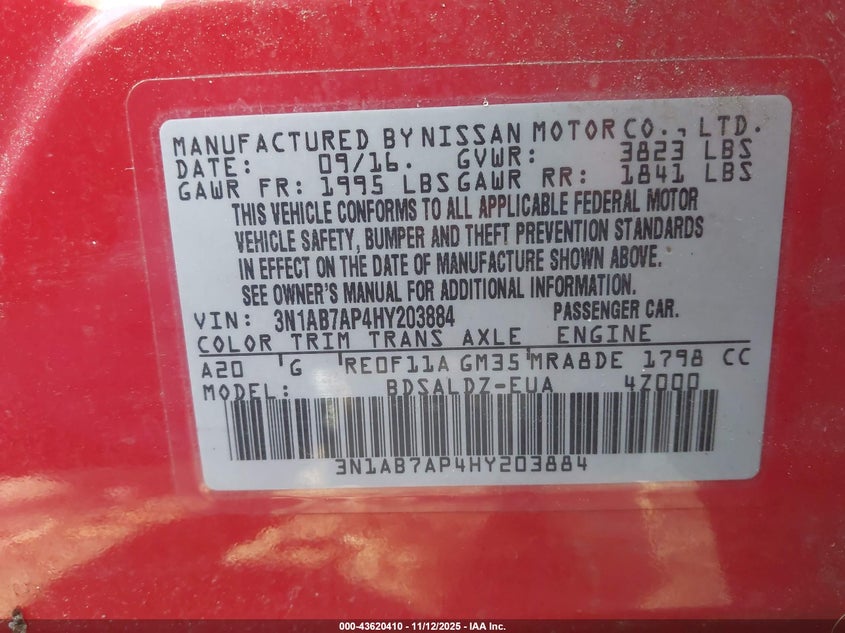 MANUFACTURED BY NISSAN MOTOR CO., LTD.
DATE: 09/16. GVWR: 3823 LBS
GAWR FR: 1995 LBS GAWR RR: 1841 LBS
THIS VEHICLE CONFORMS TO ALL APPLICABLE FEDERAL MOTOR
VEHICLE SAFETY, BUMPER AND THEFT PREVENTION STANDARDS
IN EFFECT ON THE DATE OF MANUFACTURE SHOWN ABOVE.
SEE OWNER'S MANUAL FOR ADDITIONAL INFORMATION.
VIN: 3N1AB7AP4HY203884 PASSENGER CAR.
COLOR TRIM TRANS AXLE ENGINE
A20 G RE0F11A GM35 MRA8DE 1798 CC
MODEL: BDSALDZ-EUA 4Z000
3N1AB7AP4HY203884
000-43620410 - 11/12/2025 - IAA Inc.